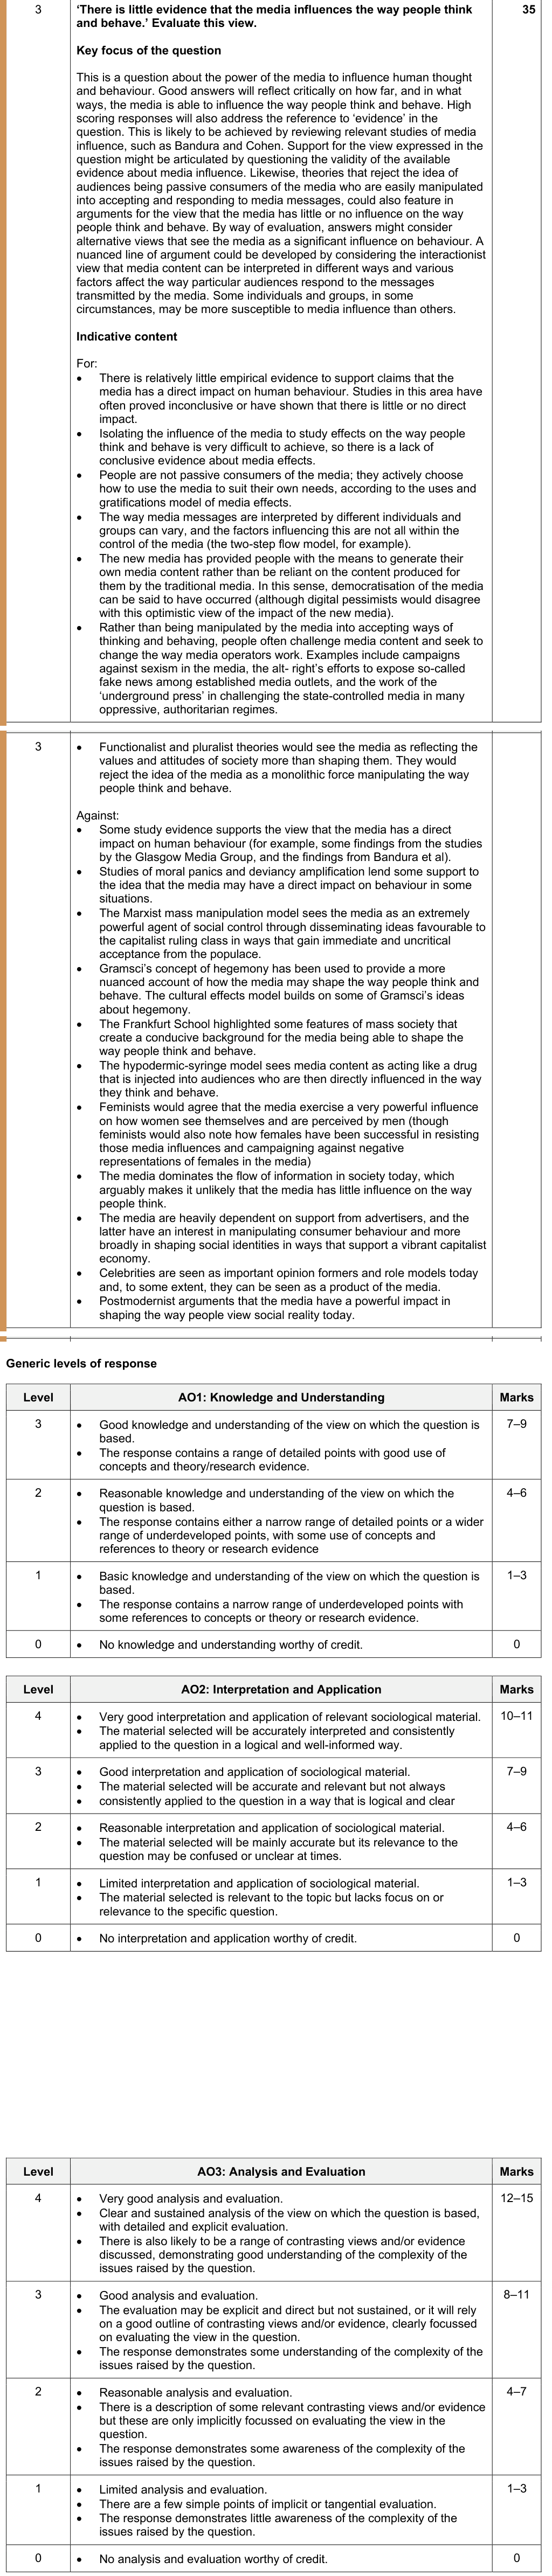 3 ‘There is little evidence that the media influences the way people think 35
and behave.’ Evaluate this view.
Key focus of the question
This is a question about the power of the media to influence human thought
and behaviour. Good answers will reflect critically on how far, and in what
ways, the media is able to influence the way people think and behave. High
scoring responses will also address the reference to ‘evidence’ in the
question. This is likely to be achieved by reviewing relevant studies of media
influence, such as Bandura and Cohen. Support for the view expressed in the
question might be articulated by questioning the validity of the available
evidence about media influence. Likewise, theories that reject the idea of
audiences being passive consumers of the media who are easily manipulated
into accepting and responding to media messages, could also feature in
arguments for the view that the media has little or no influence on the way
people think and behave. By way of evaluation, answers might consider
alternative views that see the media as a significant influence on behaviour. A
nuanced line of argument could be developed by considering the interactionist
view that media content can be interpreted in different ways and various
factors affect the way particular audiences respond to the messages
transmitted by the media. Some individuals and groups, in some
circumstances, may be more susceptible to media influence than others.
Indicative content
For:
• There is relatively little empirical evidence to support claims that the
media has a direct impact on human behaviour. Studies in this area have
often proved inconclusive or have shown that there is little or no direct
impact.
• Isolating the influence of the media to study effects on the way people
think and behave is very difficult to achieve, so there is a lack of
conclusive evidence about media effects.
• People are not passive consumers of the media; they actively choose
how to use the media to suit their own needs, according to the uses and
gratifications model of media effects.
• The way media messages are interpreted by different individuals and
groups can vary, and the factors influencing this are not all within the
control of the media (the two-step flow model, for example).
• The new media has provided people with the means to generate their
own media content rather than be reliant on the content produced for
them by the traditional media. In this sense, democratisation of the media
can be said to have occurred (although digital pessimists would disagree
with this optimistic view of the impact of the new media).
• Rather than being manipulated by the media into accepting ways of
thinking and behaving, people often challenge media content and seek to
change the way media operators work. Examples include campaigns
against sexism in the media, the alt- right’s efforts to expose so-called
fake news among established media outlets, and the work of the
‘underground press’ in challenging the state-controlled media in many
oppressive, authoritarian regimes.
3 • Functionalist and pluralist theories would see the media as reflecting the
values and attitudes of society more than shaping them. They would
reject the idea of the media as a monolithic force manipulating the way
people think and behave.
Against:
• Some study evidence supports the view that the media has a direct
impact on human behaviour (for example, some findings from the studies
by the Glasgow Media Group, and the findings from Bandura et al).
• Studies of moral panics and deviancy amplification lend some support to
the idea that the media may have a direct impact on behaviour in some
situations.
• The Marxist mass manipulation model sees the media as an extremely
powerful agent of social control through disseminating ideas favourable to
the capitalist ruling class in ways that gain immediate and uncritical
acceptance from the populace.
• Gramsci’s concept of hegemony has been used to provide a more
nuanced account of how the media may shape the way people think and
behave. The cultural effects model builds on some of Gramsci’s ideas
about hegemony.
• The Frankfurt School highlighted some features of mass society that
create a conducive background for the media being able to shape the
way people think and behave.
• The hypodermic-syringe model sees media content as acting like a drug
that is injected into audiences who are then directly influenced in the way
they think and behave.
• Feminists would agree that the media exercise a very powerful influence
on how women see themselves and are perceived by men (though
feminists would also note how females have been successful in resisting
those media influences and campaigning against negative
representations of females in the media)
• The media dominates the flow of information in society today, which
arguably makes it unlikely that the media has little influence on the way
people think.
• The media are heavily dependent on support from advertisers, and the
latter have an interest in manipulating consumer behaviour and more
broadly in shaping social identities in ways that support a vibrant capitalist
economy.
• Celebrities are seen as important opinion formers and role models today
and, to some extent, they can be seen as a product of the media.
• Postmodernist arguments that the media have a powerful impact in
shaping the way people view social reality today.
Generic levels of response
Level AO1: Knowledge and Understanding Marks
3 • Good knowledge and understanding of the view on which the question is 7–9
based.
• The response contains a range of detailed points with good use of
concepts and theory/research evidence.
2 • Reasonable knowledge and understanding of the view on which the 4–6
question is based.
• The response contains either a narrow range of detailed points or a wider
range of underdeveloped points, with some use of concepts and
references to theory or research evidence
1 • Basic knowledge and understanding of the view on which the question is 1–3
based.
• The response contains a narrow range of underdeveloped points with
some references to concepts or theory or research evidence.
0 • No knowledge and understanding worthy of credit. 0
Level AO2: Interpretation and Application Marks
4 • Very good interpretation and application of relevant sociological material. 10–11
• The material selected will be accurately interpreted and consistently
applied to the question in a logical and well-informed way.
3 • Good interpretation and application of sociological material. 7–9
• The material selected will be accurate and relevant but not always
• consistently applied to the question in a way that is logical and clear
2 • Reasonable interpretation and application of sociological material. 4–6
• The material selected will be mainly accurate but its relevance to the
question may be confused or unclear at times.
1 • Limited interpretation and application of sociological material. 1–3
• The material selected is relevant to the topic but lacks focus on or
relevance to the specific question.
0 • No interpretation and application worthy of credit. 0
Level AO3: Analysis and Evaluation Marks
4 • Very good analysis and evaluation. 12–15
• Clear and sustained analysis of the view on which the question is based,
with detailed and explicit evaluation.
• There is also likely to be a range of contrasting views and/or evidence
discussed, demonstrating good understanding of the complexity of the
issues raised by the question.
3 • Good analysis and evaluation. 8–11
• The evaluation may be explicit and direct but not sustained, or it will rely
on a good outline of contrasting views and/or evidence, clearly focussed
on evaluating the view in the question.
• The response demonstrates some understanding of the complexity of the
issues raised by the question.
2 • Reasonable analysis and evaluation. 4–7
• There is a description of some relevant contrasting views and/or evidence
but these are only implicitly focussed on evaluating the view in the
question.
• The response demonstrates some awareness of the complexity of the
issues raised by the question.
1 • Limited analysis and evaluation. 1–3
• There are a few simple points of implicit or tangential evaluation.
• The response demonstrates little awareness of the complexity of the
issues raised by the question.
0 • No analysis and evaluation worthy of credit. 0